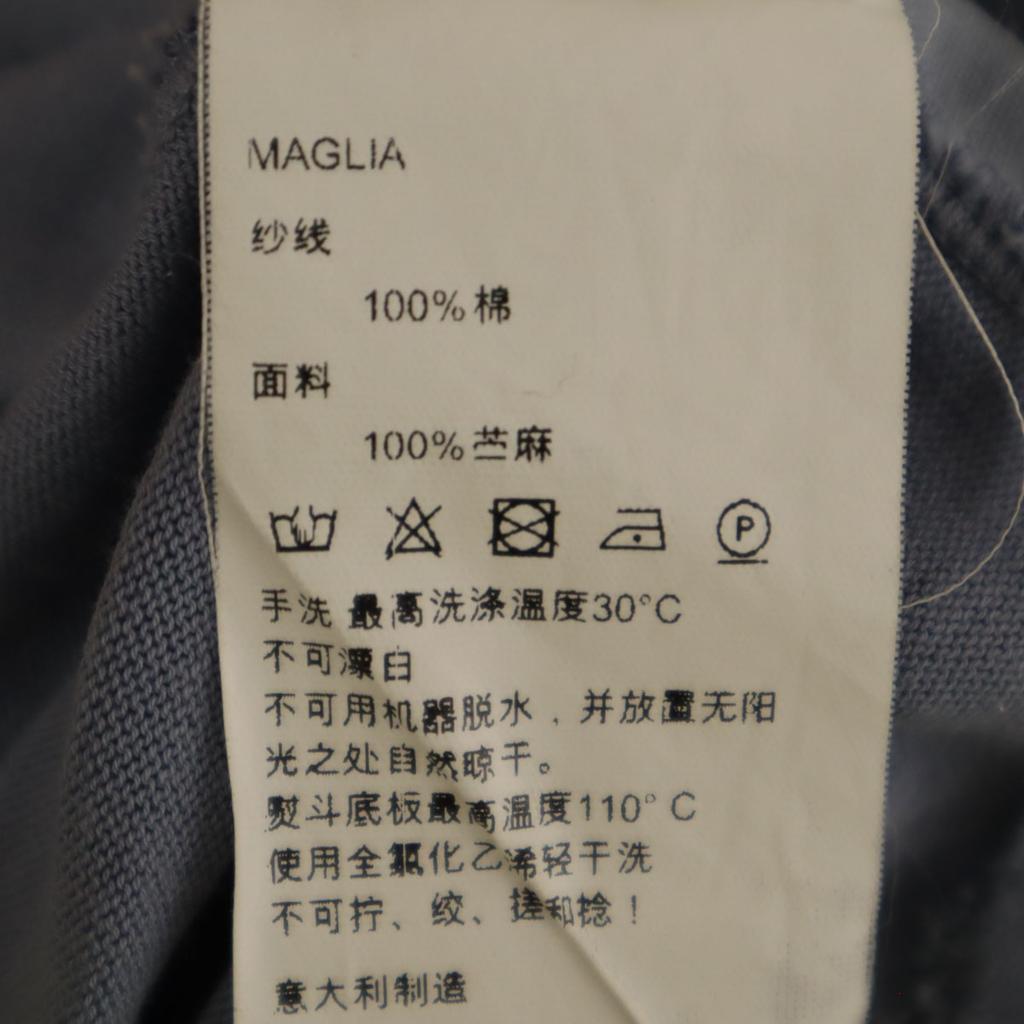 MAGLIA
纱线
100%棉
面料
100%苎麻
P
手洗 最高洗涤温度30°C
不可漂白
不可用机器脱水，并放置无阳
光之处自然晾干。
熨斗底板最高温度110°C
使用全氯化乙烯轻干洗
不可拧、绞、搓和捻！
意大利制造